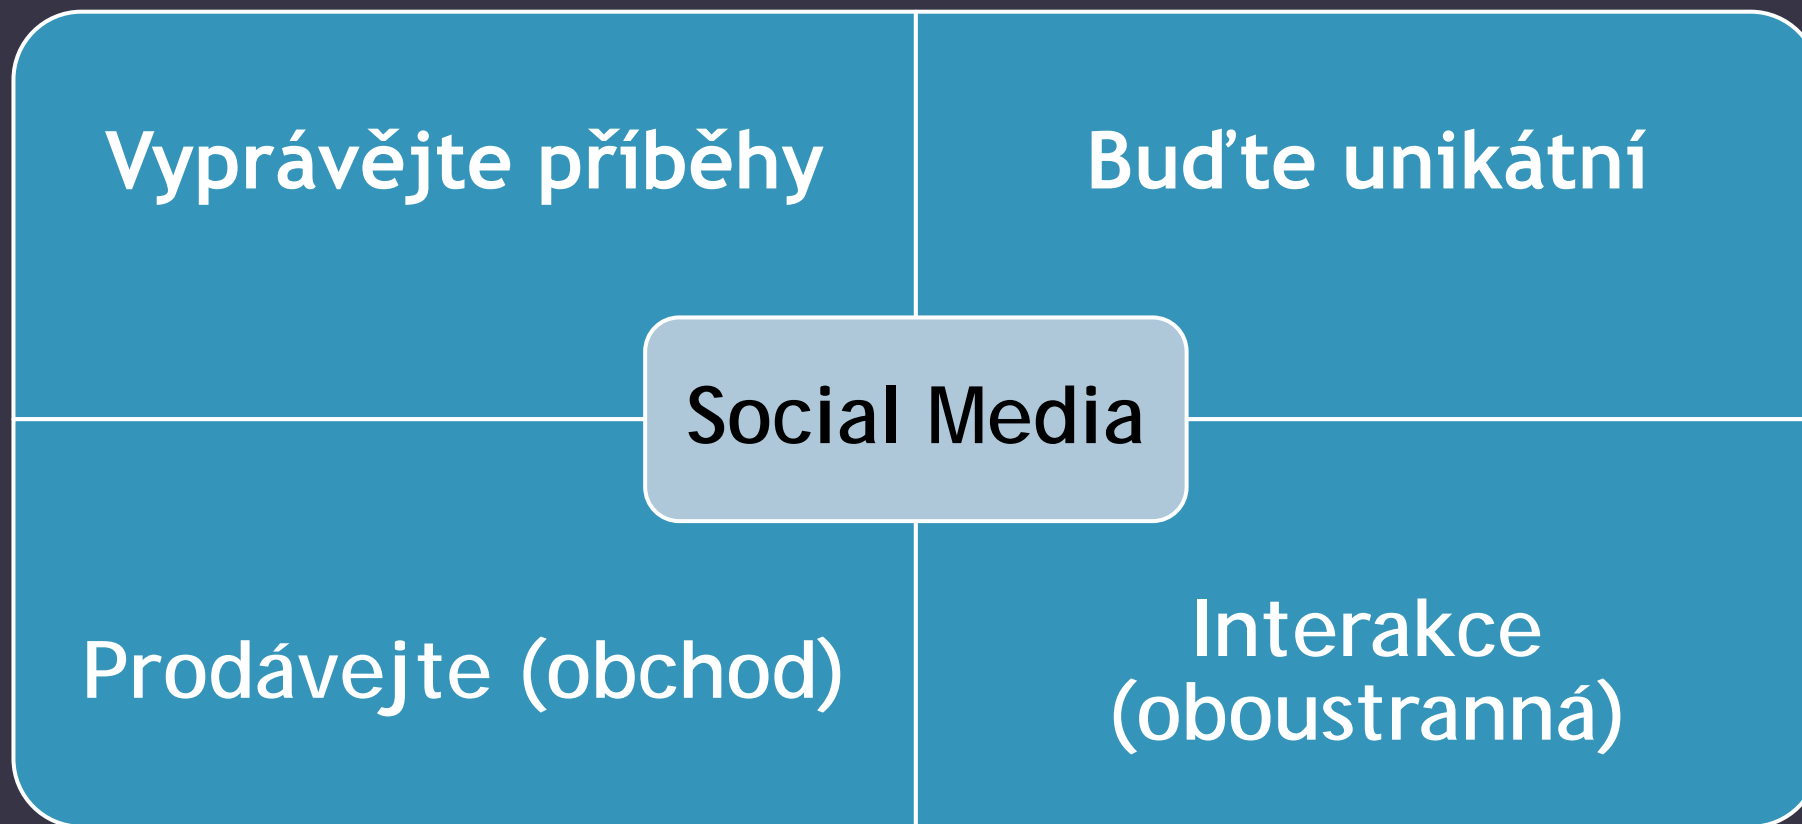 Vyprávějte příběhy
Buďte unikátní
Social Media
Prodávejte (obchod)
Interakce
(oboustranná)